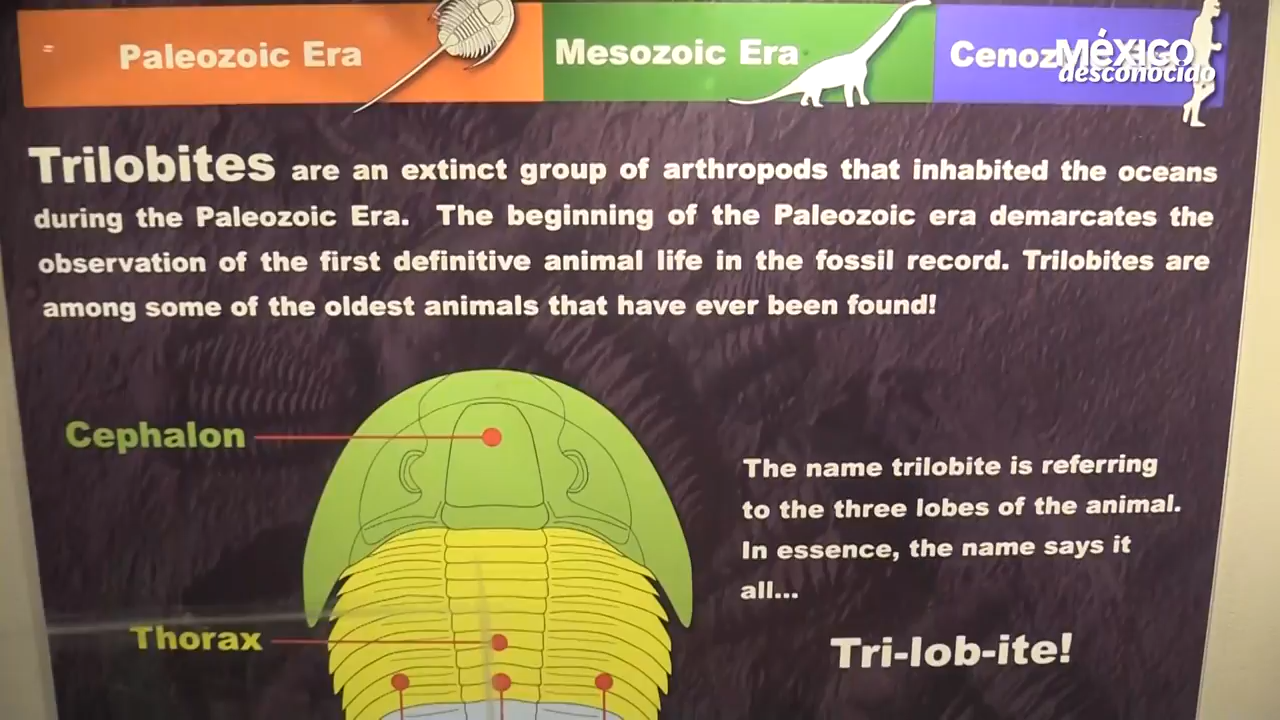 Paleozoic Era
Mesozoic Era
MÉXICO
desconocido
Trilobites are an extinct group of arthropods that inhabited the oceans
during the Paleozoic Era. The beginning of the Paleozoic era demarcates the
observation of the first definitive animal life in the fossil record. Trilobites are
among some of the oldest animals that have ever been found!
Cephalon
The name trilobite is referring
to the three lobes of the animal.
In essence, the name says it
all...
Thorax
Tri-lob-ite!